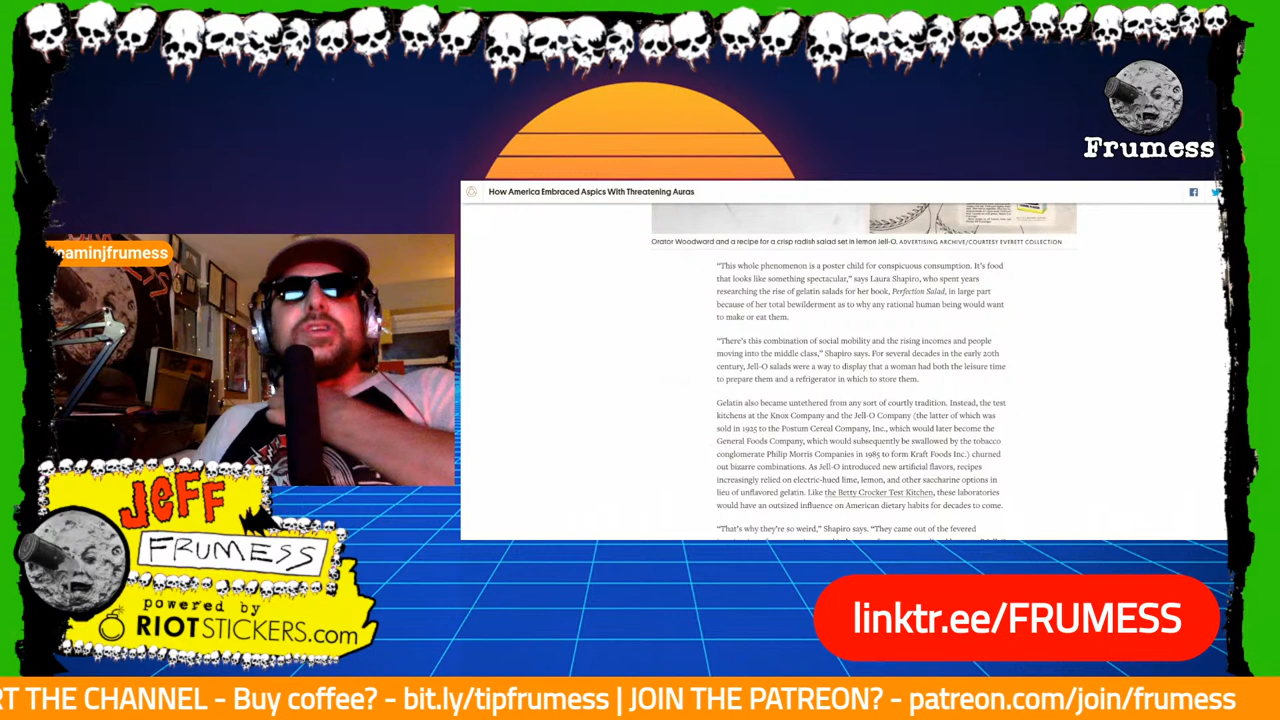 Frumess
How America Embraced Aspics With Threatening Auras
Orator Woodward and a recipe for a crisp radish salad set in lemon Jell-O. ADVERTISING ARCHIVE/COURTESY EVERETT COLLECTION
“This whole phenomenon is a poster child for conspicuous consumption. It’s food
that looks like something spectacular,” says Laura Shapiro, who spent years
researching the rise of gelatin salads for her book, Perfection Salad, in large part
because of her total bewilderment as to why any rational human being would want
to make or eat them.
“There’s this combination of social mobility and the rising incomes and people
moving into the middle class,” Shapiro says. For several decades in the early 20th
century, Jell-O salads were a way to display that a woman had both the leisure time
to prepare them and a refrigerator in which to store them.
Gelatin also became untethered from any sort of courtly tradition. Instead, the test
kitchens at the Knox Company and the Jell-O Company (the latter of which was
sold in 1925 to the Postum Cereal Company, Inc., which would later become the
General Foods Company, which would subsequently be swallowed by the tobacco
conglomerate Philip Morris Companies in 1985 to form Kraft Foods Inc.) churned
out bizarre combinations. As Jell-O introduced new artificial flavors, recipes
increasingly relied on electric-hued lime, lemon, and other saccharine options in
lieu of unflavored gelatin. Like the Betty Crocker Test Kitchen, these laboratories
would have an outsized influence on American dietary habits for decades to come.
“That’s why they’re so weird,” Shapiro says. “They came out of the fevered
eaminjfrumess
JEFF
FRUMESS
powered by
RIOTSTICKERS.com
linktr.ee/FRUMESS
RT THE CHANNEL - Buy coffee? - bit.ly/tipfrumess | JOIN THE PATREON? - patreon.com/join/frumess